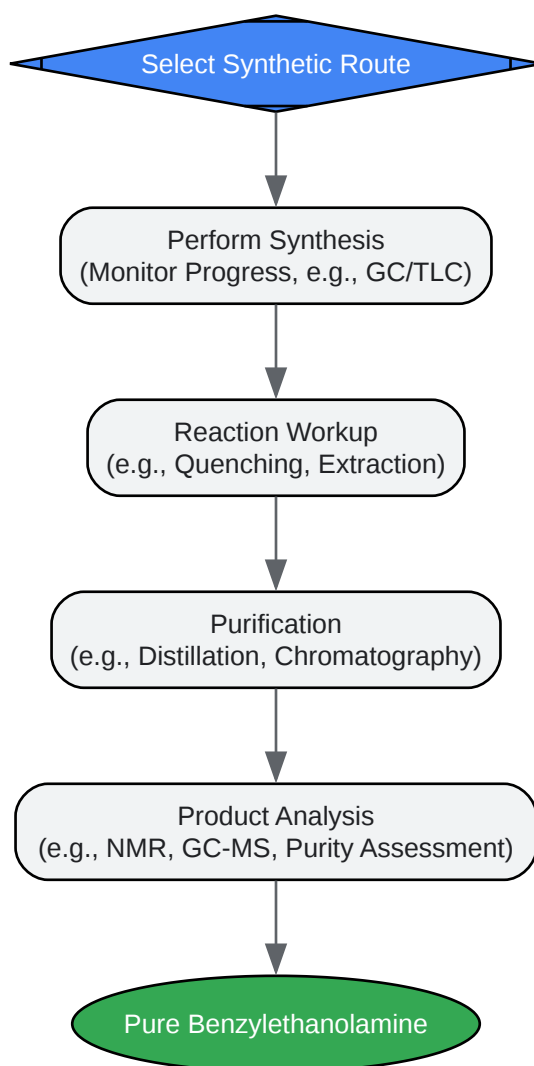 Select Synthetic Route
Perform Synthesis
(Monitor Progress, e.g., GC/TLC)
Reaction Workup
(e.g., Quenching, Extraction)
Purification
(e.g., Distillation, Chromatography)
Product Analysis
(e.g., NMR, GC-MS, Purity Assessment)
Pure Benzylethanolamine